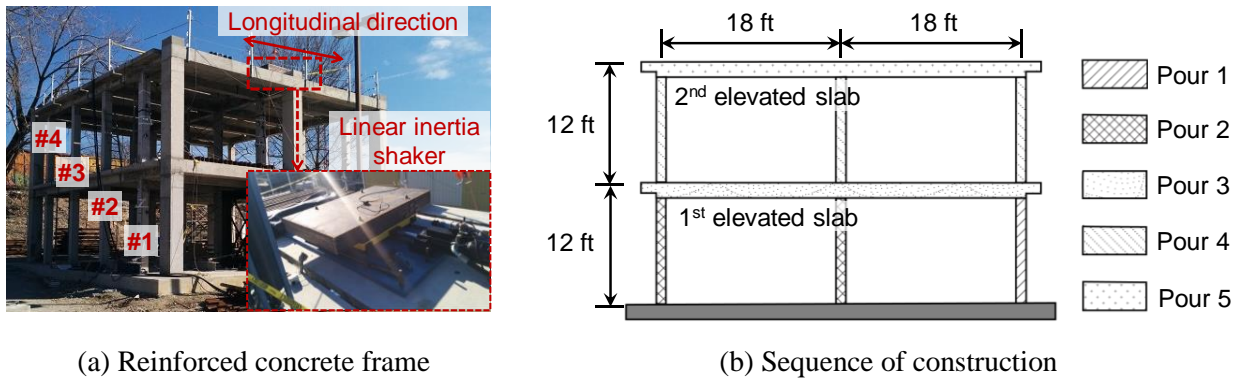 Longitudinal direction
Linear inertia
shaker
#4
#3
#2
#1
18 ft
18 ft
12 ft
12 ft
2nd elevated slab
1st elevated slab
Pour 1
Pour 2
Pour 3
Pour 4
Pour 5
(a) Reinforced concrete frame
(b) Sequence of construction